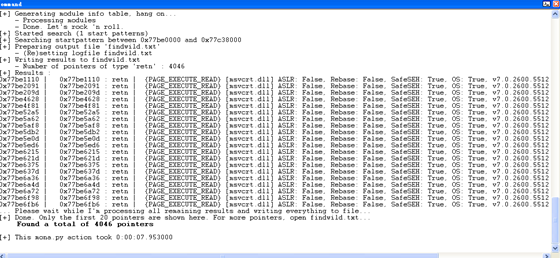 ommand
[+] Generating module info table, hang on...
    - Processing modules
    - Done. Let's rock 'n roll.
[+] Started search (1 start patterns)
[+] Searching startpattern between 0x77be0000 and 0x77c38000
[+] Preparing output file 'findwild.txt'
    - (Re)setting logfile findwild.txt
[+] Writing results to findwild.txt
    - Number of pointers of type 'retn' : 4046
[+] Results :
0x77be1110 | 0x77be1110 : retn | {PAGE_EXECUTE_READ} [msvcrt.dll] ASLR: False, Rebase: False, SafeSEH: True, OS: True, v7.0.2600.5512
0x77be2091 | 0x77be2091 : retn | {PAGE_EXECUTE_READ} [msvcrt.dll] ASLR: False, Rebase: False, SafeSEH: True, OS: True, v7.0.2600.5512
0x77be27be | {PAGE_EXECUTE_READ} [msvcrt.dll] ASLR: False, Rebase: False, SafeSEH: True, OS: True, v7.0.2600.5512
0x77be4628 | 0x77be4628 : retn | {PAGE_EXECUTE_READ} [msvcrt.dll] ASLR: False, Rebase: False, SafeSEH: True, OS: True, v7.0.2600.5512
0x77be4f81 | 0x77be4f81 : retn | {PAGE_EXECUTE_READ} [msvcrt.dll] ASLR: False, Rebase: False, SafeSEH: True, OS: True, v7.0.2600.5512
0x77be52a5 | 0x77be52a5 : retn | {PAGE_EXECUTE_READ} [msvcrt.dll] ASLR: False, Rebase: False, SafeSEH: True, OS: True, v7.0.2600.5512
0x77be5a62 | 0x77be5a62 : retn | {PAGE_EXECUTE_READ} [msvcrt.dll] ASLR: False, Rebase: False, SafeSEH: True, OS: True, v7.0.2600.5512
0x77be5af8 | 0x77be5af8 : retn | {PAGE_EXECUTE_READ} [msvcrt.dll] ASLR: False, Rebase: False, SafeSEH: True, OS: True, v7.0.2600.5512
0x77be5db2 | 0x77be5db2 : retn | {PAGE_EXECUTE_READ} [msvcrt.dll] ASLR: False, Rebase: False, SafeSEH: True, OS: True, v7.0.2600.5512
0x77be5e0d | 0x77be5e0d : retn | {PAGE_EXECUTE_READ} [msvcrt.dll] ASLR: False, Rebase: False, SafeSEH: True, OS: True, v7.0.2600.5512
0x77be5ed6 | 0x77be5ed6 : retn | {PAGE_EXECUTE_READ} [msvcrt.dll] ASLR: False, Rebase: False, SafeSEH: True, OS: True, v7.0.2600.5512
0x77be6215 | 0x77be6215 : retn | {PAGE_EXECUTE_READ} [msvcrt.dll] ASLR: False, Rebase: False, SafeSEH: True, OS: True, v7.0.2600.5512
0x77be621d | 0x77be621d : retn | {PAGE_EXECUTE_READ} [msvcrt.dll] ASLR: False, Rebase: False, SafeSEH: True, OS: True, v7.0.2600.5512
0x77be6375 | 0x77be6375 : retn | {PAGE_EXECUTE_READ} [msvcrt.dll] ASLR: False, Rebase: False, SafeSEH: True, OS: True, v7.0.2600.5512
0x77be637d | 0x77be637d : retn | {PAGE_EXECUTE_READ} [msvcrt.dll] ASLR: False, Rebase: False, SafeSEH: True, OS: True, v7.0.2600.5512
0x77be6a36 | 0x77be6a36 : retn | {PAGE_EXECUTE_READ} [msvcrt.dll] ASLR: False, Rebase: False, SafeSEH: True, OS: True, v7.0.2600.5512
0x77be6a4d | 0x77be6a4d : retn | {PAGE_EXECUTE_READ} [msvcrt.dll] ASLR: False, Rebase: False, SafeSEH: True, OS: True, v7.0.2600.5512
0x77be6a72 | 0x77be6a72 : retn | {PAGE_EXECUTE_READ} [msvcrt.dll] ASLR: False, Rebase: False, SafeSEH: True, OS: True, v7.0.2600.5512
0x77be6f98 | 0x77be6f98 : retn | {PAGE_EXECUTE_READ} [msvcrt.dll] ASLR: False, Rebase: False, SafeSEH: True, OS: True, v7.0.2600.5512
0x77be6fb6 | 0x77be6fb6 : retn | {PAGE_EXECUTE_READ} [msvcrt.dll] ASLR: False, Rebase: False, SafeSEH: True, OS: True, v7.0.2600.5512
... Please wait while I'm processing all remaining results and writing everything to file...
[+] Done. Only the first 20 pointers are shown here. For more pointers, open findwild.txt...
    Found a total of 4046 pointers
[+] This mona.py action took 0:00:07.953000